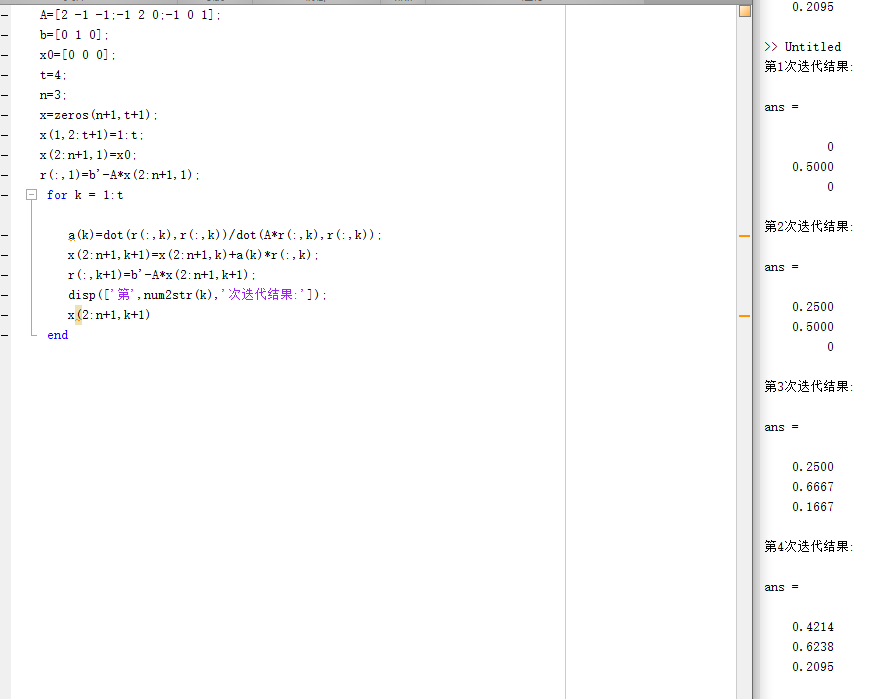 A=[2 -1 -1;-1 2 0;-1 0 1];
b=[0 1 0];
x0=[0 0 0];
t=4;
n=3;
x=zeros(n+1,t+1);
x(1,2:t+1)=1:t;
x(2:n+1,1)=x0;
r(:,1)=b'-A*x(2:n+1,1);
for k = 1:t
a(k)=dot(r(:,k),r(:,k))/dot(A*r(:,k),r(:,k));
x(2:n+1,k+1)=x(2:n+1,k)+a(k)*r(:,k);
r(:,k+1)=b'-A*x(2:n+1,k+1);
disp(['第',num2str(k),'次迭代结果:']);
x(2:n+1,k+1)
end
0.2095
>> Untitled
第1次迭代结果:
ans =
0
0.5000
0
第2次迭代结果:
ans =
0.2500
0.5000
0
第3次迭代结果:
ans =
0.2500
0.6667
0.1667
第4次迭代结果:
ans =
0.4214
0.6238
0.2095